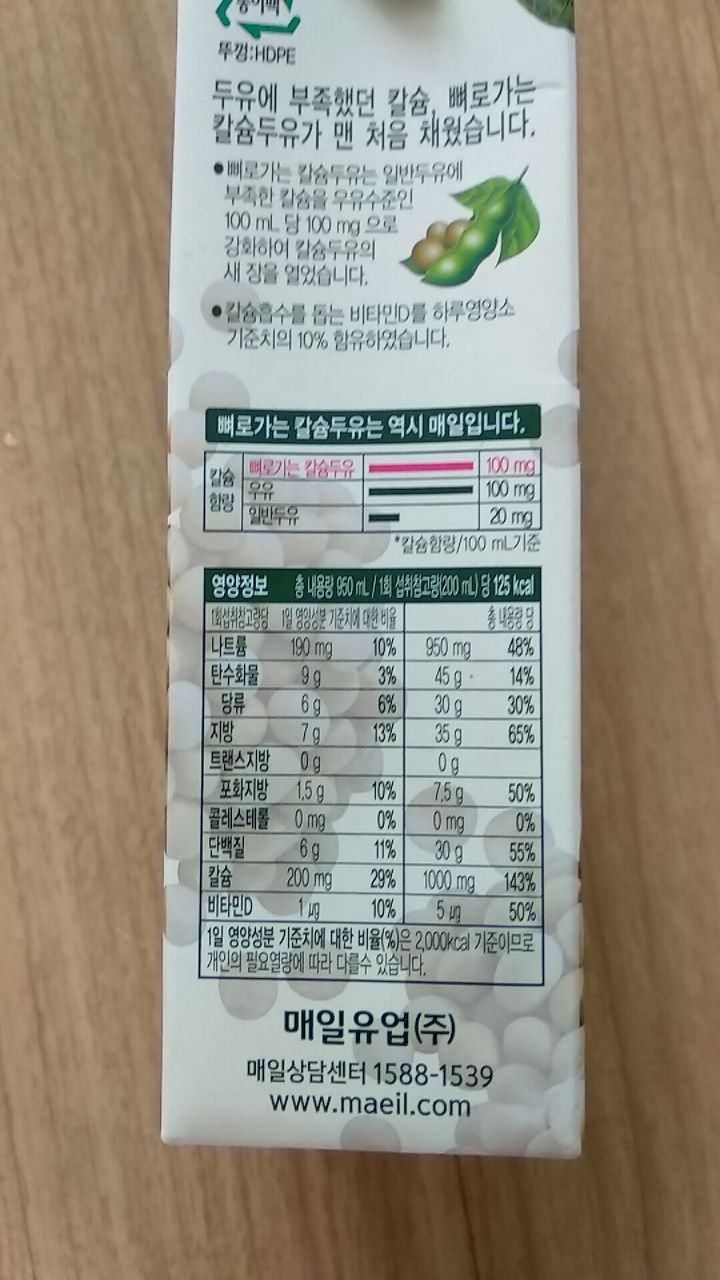 종이팩
뚜껑:HDPE
두유에 부족했던 칼슘, 뼈로가는
칼슘두유가 맨 처음 채웠습니다.
●뼈로가는 칼슘두유는 일반두유에
부족한 칼슘을 우유수준인
100 mL 당 100 mg 으로
강화하여 칼슘두유의
새 장을 열었습니다.
●칼슘흡수를 돕는 비타민D를 하루영양소
기준치의 10% 함유하였습니다.
뼈로가는 칼슘두유는 역시 매일입니다.
칼슘 함량
뼈로가는 칼슘두유 100 mg
우유 100 mg
일반두유 20 mg
*칼슘함량/100 mL기준
영양정보 총 내용량 950 mL / 1회 섭취참고량(200 mL) 당 125 kcal
1회섭취참고량당 1일 영양성분 기준치에 대한 비율 총 내용량 당
나트륨 190 mg 10% 950 mg 48%
탄수화물 9 g 3% 45 g 14%
당류 6 g 6% 30 g 30%
지방 7 g 13% 35 g 65%
트랜스지방 0 g 0 g
포화지방 1.5 g 10% 7.5 g 50%
콜레스테롤 0 mg 0% 0 mg 0%
단백질 6 g 11% 30 g 55%
칼슘 200 mg 29% 1000 mg 143%
비타민D 1 μg 10% 5 μg 50%
1일 영양성분 기준치에 대한 비율(%)은 2,000kcal 기준이므로
개인의 필요열량에 따라 다를수 있습니다.
매일유업(주)
매일상담센터 1588-1539
www.maeil.com